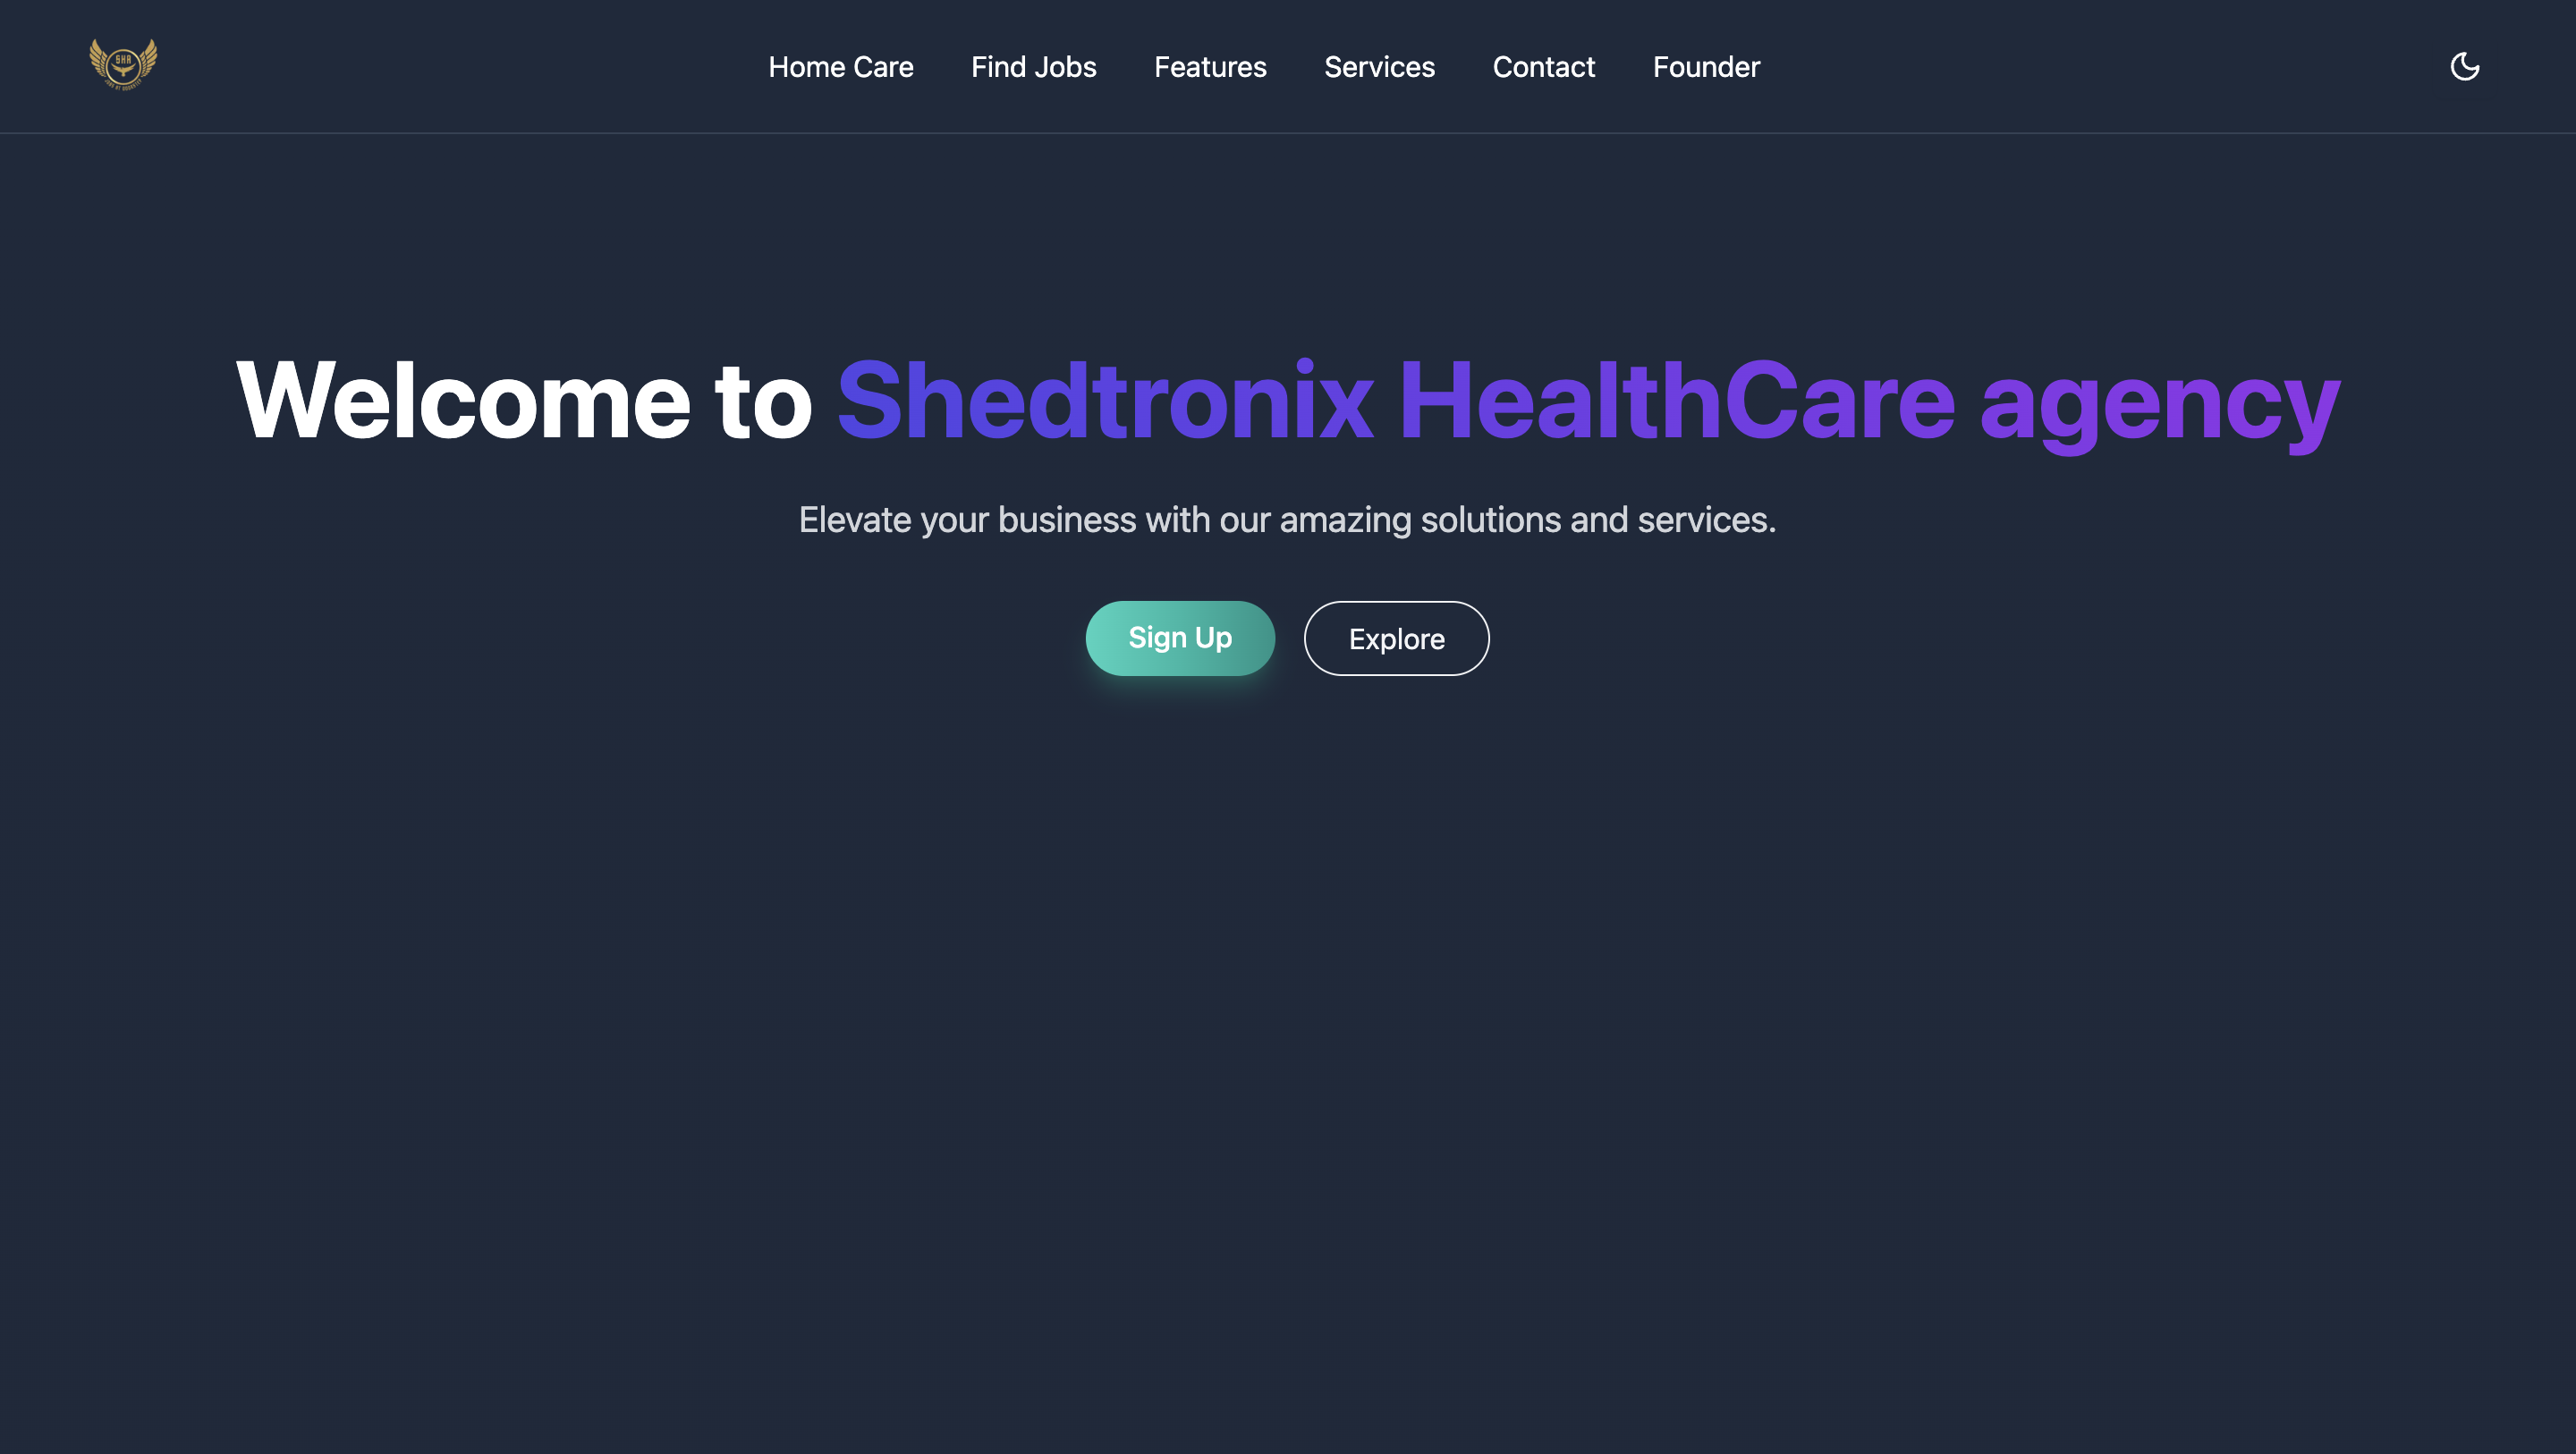 SHA
Home Care
Find Jobs
Features
Services
Contact
Founder
Welcome to Shedtronix HealthCare agency
Elevate your business with our amazing solutions and services.
Sign Up
Explore